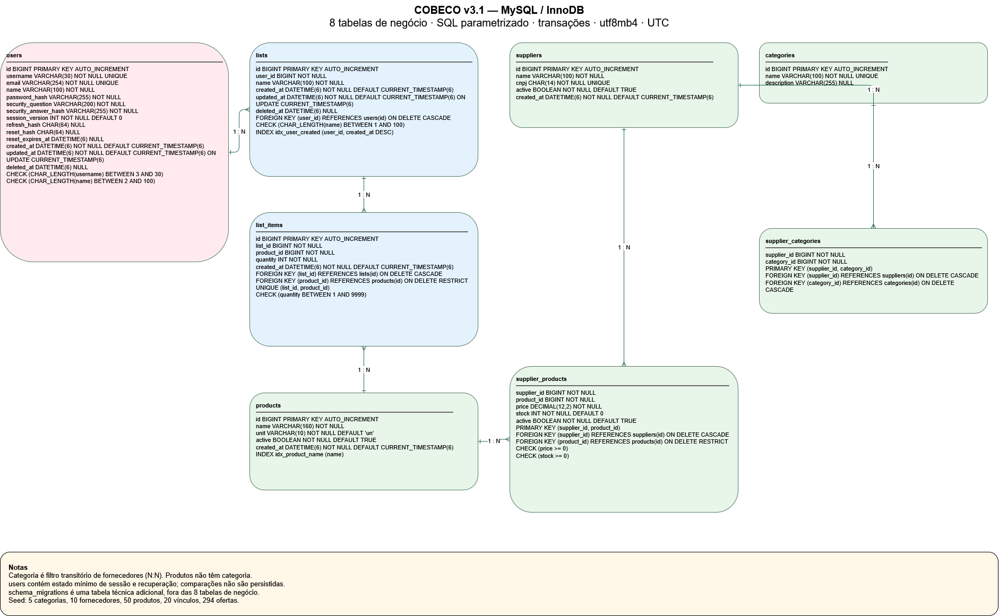 COBECO v3.1 — MySQL / InnoDB
8 tabelas de negócio · SQL parametrizado · transações · utf8mb4 · UTC
users
id BIGINT PRIMARY KEY AUTO_INCREMENT
username VARCHAR(30) NOT NULL UNIQUE
email VARCHAR(254) NOT NULL UNIQUE
name VARCHAR(100) NOT NULL
password_hash VARCHAR(255) NOT NULL
security_question VARCHAR(200) NOT NULL
security_answer_hash VARCHAR(255) NOT NULL
session_version INT NOT NULL DEFAULT 0
refresh_hash CHAR(64) NULL
reset_hash CHAR(64) NULL
reset_expires_at DATETIME(6) NULL
created_at DATETIME(6) NOT NULL DEFAULT CURRENT_TIMESTAMP(6)
updated_at DATETIME(6) NOT NULL DEFAULT CURRENT_TIMESTAMP(6) ON
UPDATE CURRENT_TIMESTAMP(6)
deleted_at DATETIME(6) NULL
CHECK (CHAR_LENGTH(username) BETWEEN 3 AND 30)
CHECK (CHAR_LENGTH(name) BETWEEN 2 AND 100)
1 : N
lists
id BIGINT PRIMARY KEY AUTO_INCREMENT
user_id BIGINT NOT NULL
name VARCHAR(100) NOT NULL
created_at DATETIME(6) NOT NULL DEFAULT CURRENT_TIMESTAMP(6)
updated_at DATETIME(6) NOT NULL DEFAULT CURRENT_TIMESTAMP(6) ON
UPDATE CURRENT_TIMESTAMP(6)
deleted_at DATETIME(6) NULL
FOREIGN KEY (user_id) REFERENCES users(id) ON DELETE CASCADE
CHECK (CHAR_LENGTH(name) BETWEEN 1 AND 100)
INDEX idx_user_created (user_id, created_at DESC)
1 : N
list_items
id BIGINT PRIMARY KEY AUTO_INCREMENT
list_id BIGINT NOT NULL
product_id BIGINT NOT NULL
quantity INT NOT NULL
created_at DATETIME(6) NOT NULL DEFAULT CURRENT_TIMESTAMP(6)
FOREIGN KEY (list_id) REFERENCES lists(id) ON DELETE CASCADE
FOREIGN KEY (product_id) REFERENCES products(id) ON DELETE RESTRICT
UNIQUE (list_id, product_id)
CHECK (quantity BETWEEN 1 AND 9999)
1 : N
products
id BIGINT PRIMARY KEY AUTO_INCREMENT
name VARCHAR(160) NOT NULL
unit VARCHAR(10) NOT NULL DEFAULT 'un'
active BOOLEAN NOT NULL DEFAULT TRUE
created_at DATETIME(6) NOT NULL DEFAULT CURRENT_TIMESTAMP(6)
INDEX idx_product_name (name)
1 : N
suppliers
id BIGINT PRIMARY KEY AUTO_INCREMENT
name VARCHAR(100) NOT NULL
cnpj CHAR(14) NOT NULL UNIQUE
active BOOLEAN NOT NULL DEFAULT TRUE
created_at DATETIME(6) NOT NULL DEFAULT CURRENT_TIMESTAMP(6)
1 : N
supplier_products
supplier_id BIGINT NOT NULL
product_id BIGINT NOT NULL
price DECIMAL(12,2) NOT NULL
stock INT NOT NULL DEFAULT 0
active BOOLEAN NOT NULL DEFAULT TRUE
PRIMARY KEY (supplier_id, product_id)
FOREIGN KEY (supplier_id) REFERENCES suppliers(id) ON DELETE CASCADE
FOREIGN KEY (product_id) REFERENCES products(id) ON DELETE RESTRICT
CHECK (price >= 0)
CHECK (stock >= 0)
categories
id BIGINT PRIMARY KEY AUTO_INCREMENT
name VARCHAR(100) NOT NULL UNIQUE
description VARCHAR(255) NULL
1 : N
1 : N
supplier_categories
supplier_id BIGINT NOT NULL
category_id BIGINT NOT NULL
PRIMARY KEY (supplier_id, category_id)
FOREIGN KEY (supplier_id) REFERENCES suppliers(id) ON DELETE CASCADE
FOREIGN KEY (category_id) REFERENCES categories(id) ON DELETE
CASCADE
Notas
Categoria é filtro transitório de fornecedores (N:N). Produtos não têm categoria.
users contém estado mínimo de sessão e recuperação; comparações não são persistidas.
schema_migrations é uma tabela técnica adicional, fora das 8 tabelas de negócio.
Seed: 5 categorias, 10 fornecedores, 50 produtos, 20 vínculos, 294 ofertas.